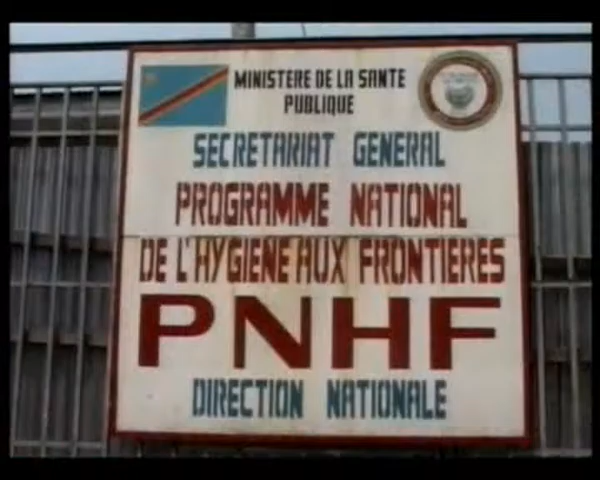 MINISTERE DE LA SANTE
PUBLIQUE
SECRETARIAT GENERAL
PROGRAMME NATIONAL
DE L'HYGIENE AUX FRONTIERES
PNHF
DIRECTION NATIONALE